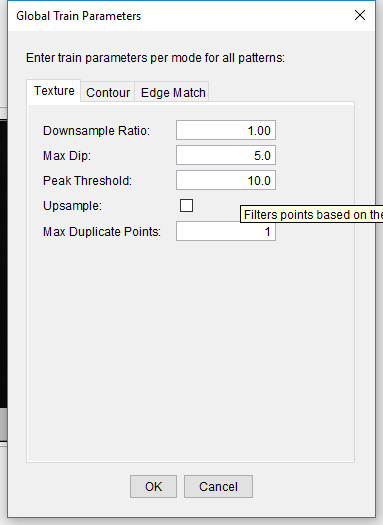 Global Train Parameters
Enter train parameters per mode for all patterns:
Texture Contour Edge Match
Downsample Ratio: 1.00
Max Dip: 5.0
Peak Threshold: 10.0
Upsample:
Filters points based on the
Max Duplicate Points: 1
OK Cancel